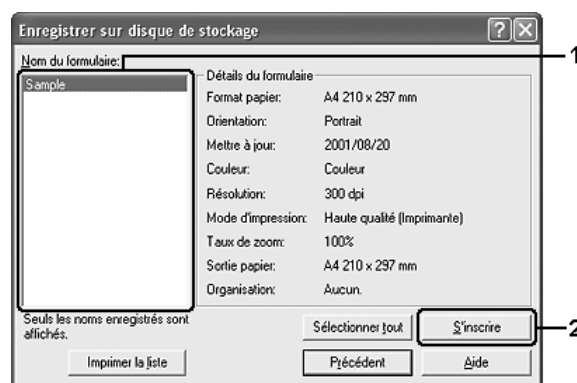 Enregistrer sur disque de stockage
Nom du formulaire:
1
Sample
Détails du formulaire
Format papier: A4 210 x 297 mm
Orientation: Portrait
Mettre à jour: 2001/08/20
Couleur: Couleur
Résolution: 300 dpi
Mode d'impression: Haute qualité (Imprimante)
Taux de zoom: 100%
Sortie papier: A4 210 x 297 mm
Organisation: Aucun.
Seuls les noms enregistrés sont
affichés.
Sélectionner tout
S'inscrire
2
Imprimer la liste
Précédent
Aide